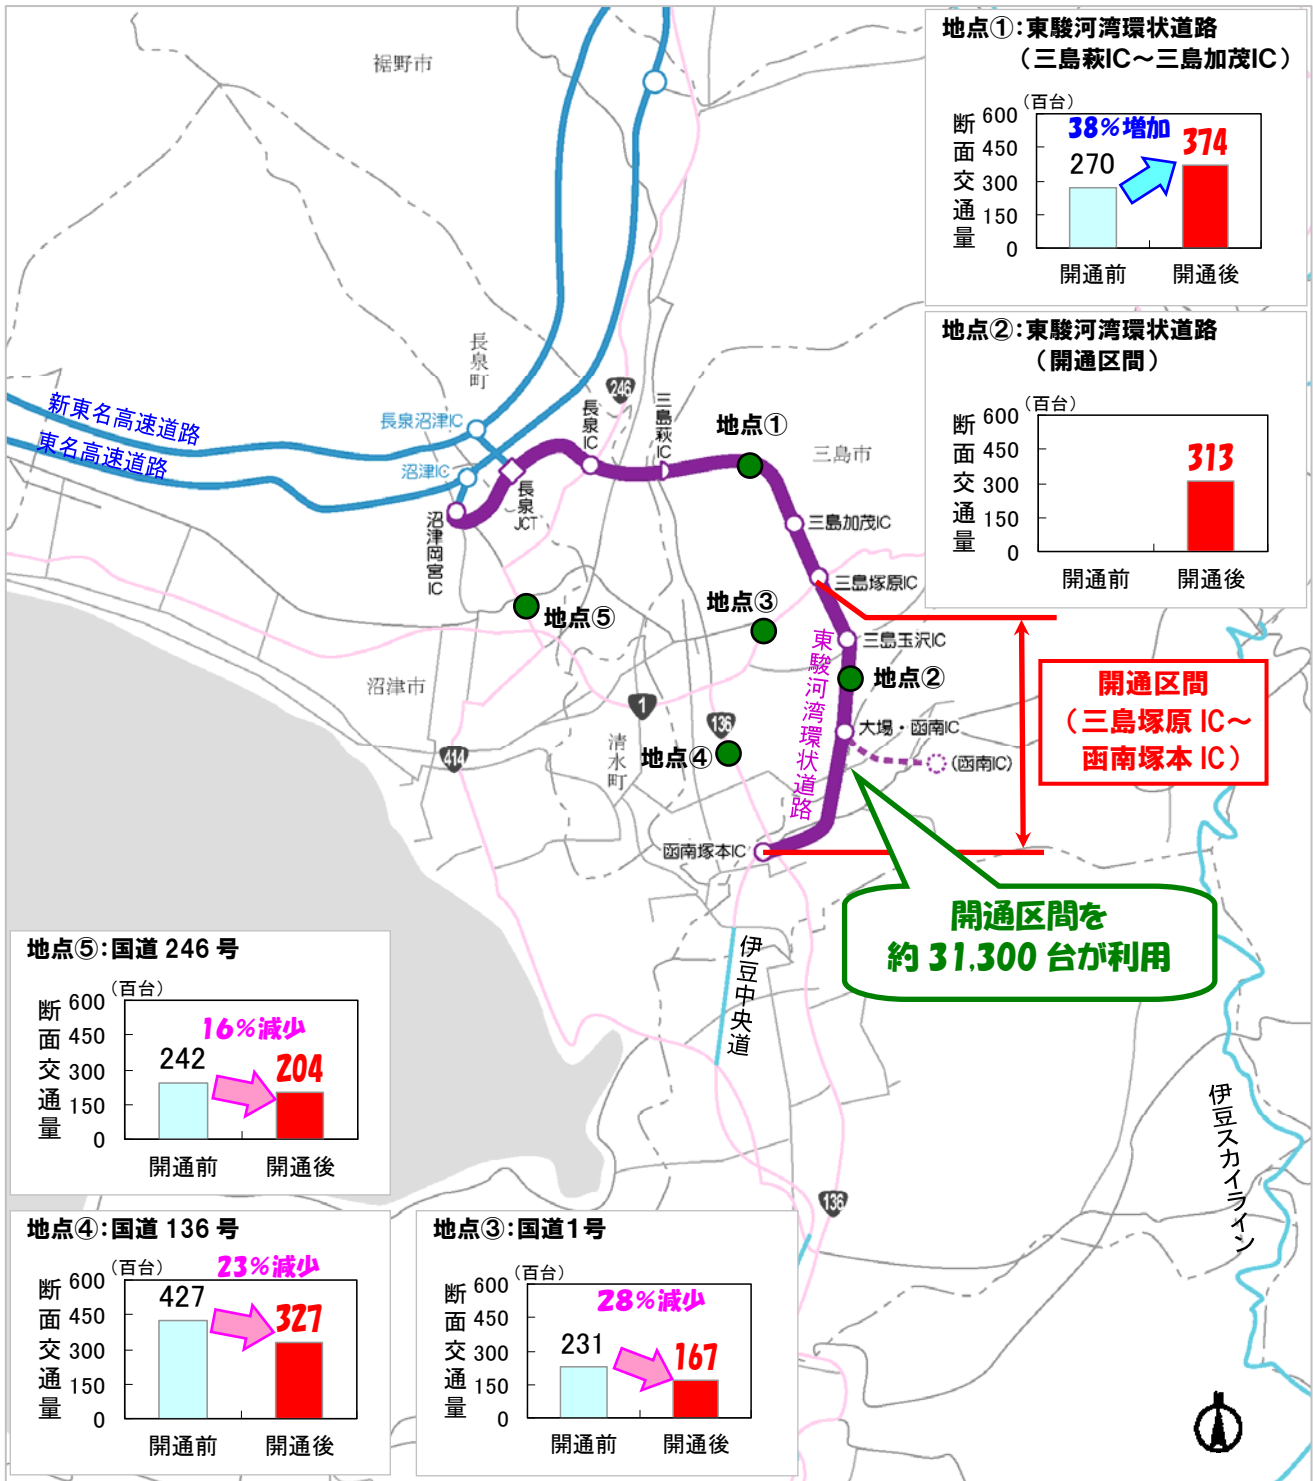 地点①:東駿河湾環状道路
(三島萩IC~三島加茂IC)
(百台)
断面交通量
600
450
300
150
0
38%増加
270
374
開通前
開通後
地点②:東駿河湾環状道路
(開通区間)
(百台)
断面交通量
600
450
300
150
0
313
開通前
開通後
裾野市
長泉町
新東名高速道路
東名高速道路
長泉沼津IC
沼津IC
沼津岡宮IC
長泉JCT
長泉IC
246
三島萩IC
地点①
三島市
三島加茂IC
三島塚原IC
地点③
地点⑤
三島玉沢IC
地点②
東駿河湾環状道路
沼津市
1
136
大場・函南IC
(函南IC)
清水町
地点④
414
函南塚本IC
開通区間
(三島塚原 IC~
函南塚本 IC)
開通区間を
約 31,300 台が利用
伊豆中央道
伊豆スカイライン
136
地点⑤:国道 246 号
(百台)
断面交通量
600
450
300
150
0
16%減少
242
204
開通前
開通後
地点④:国道 136 号
(百台)
断面交通量
600
450
300
150
0
23%減少
427
327
開通前
開通後
地点③:国道1号
(百台)
断面交通量
600
450
300
150
0
28%減少
231
167
開通前
開通後